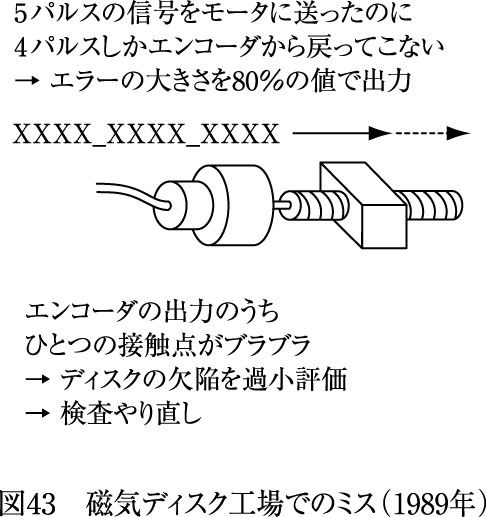 5パルスの信号をモータに送ったのに
4パルスしかエンコーダから戻ってこない
→ エラーの大きさを80%の値で出力
XXXX_XXXX_XXXX
エンコーダの出力のうち
ひとつの接触点がブラブラ
→ ディスクの欠陥を過小評価
→ 検査やり直し
図43　磁気ディスク工場でのミス（1989年）